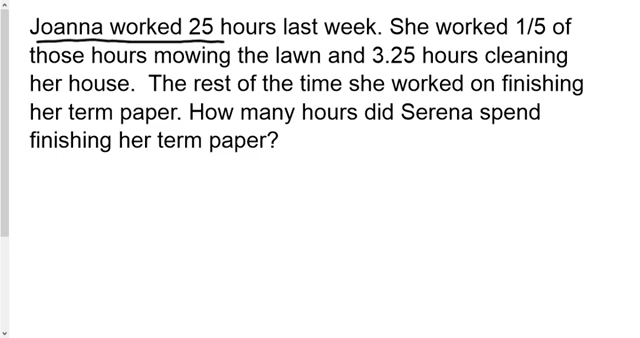 Joanna worked 25 hours last week. She worked 1/5 of
those hours mowing the lawn and 3.25 hours cleaning
her house.  The rest of the time she worked on finishing
her term paper. How many hours did Serena spend
finishing her term paper?